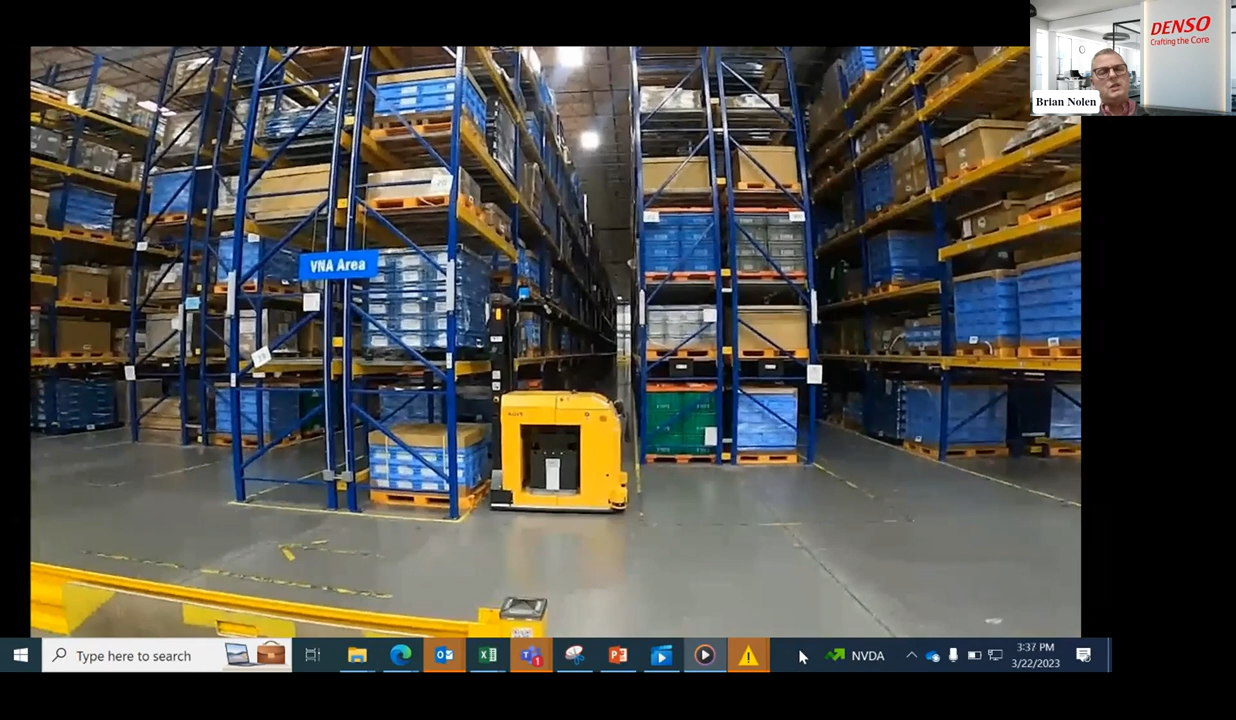 DENSO
Crafting the Core
Brian Nolen
VNA Area
Type here to search
1
NVDA
3:37 PM
3/22/2023